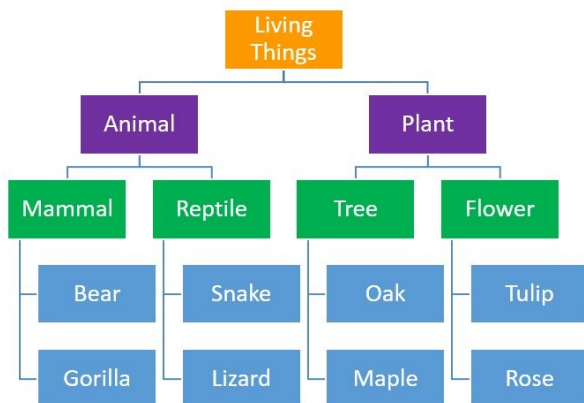 Living
Things
Animal
Plant
Mammal
Reptile
Tree
Flower
Bear
Snake
Oak
Tulip
Gorilla
Lizard
Maple
Rose